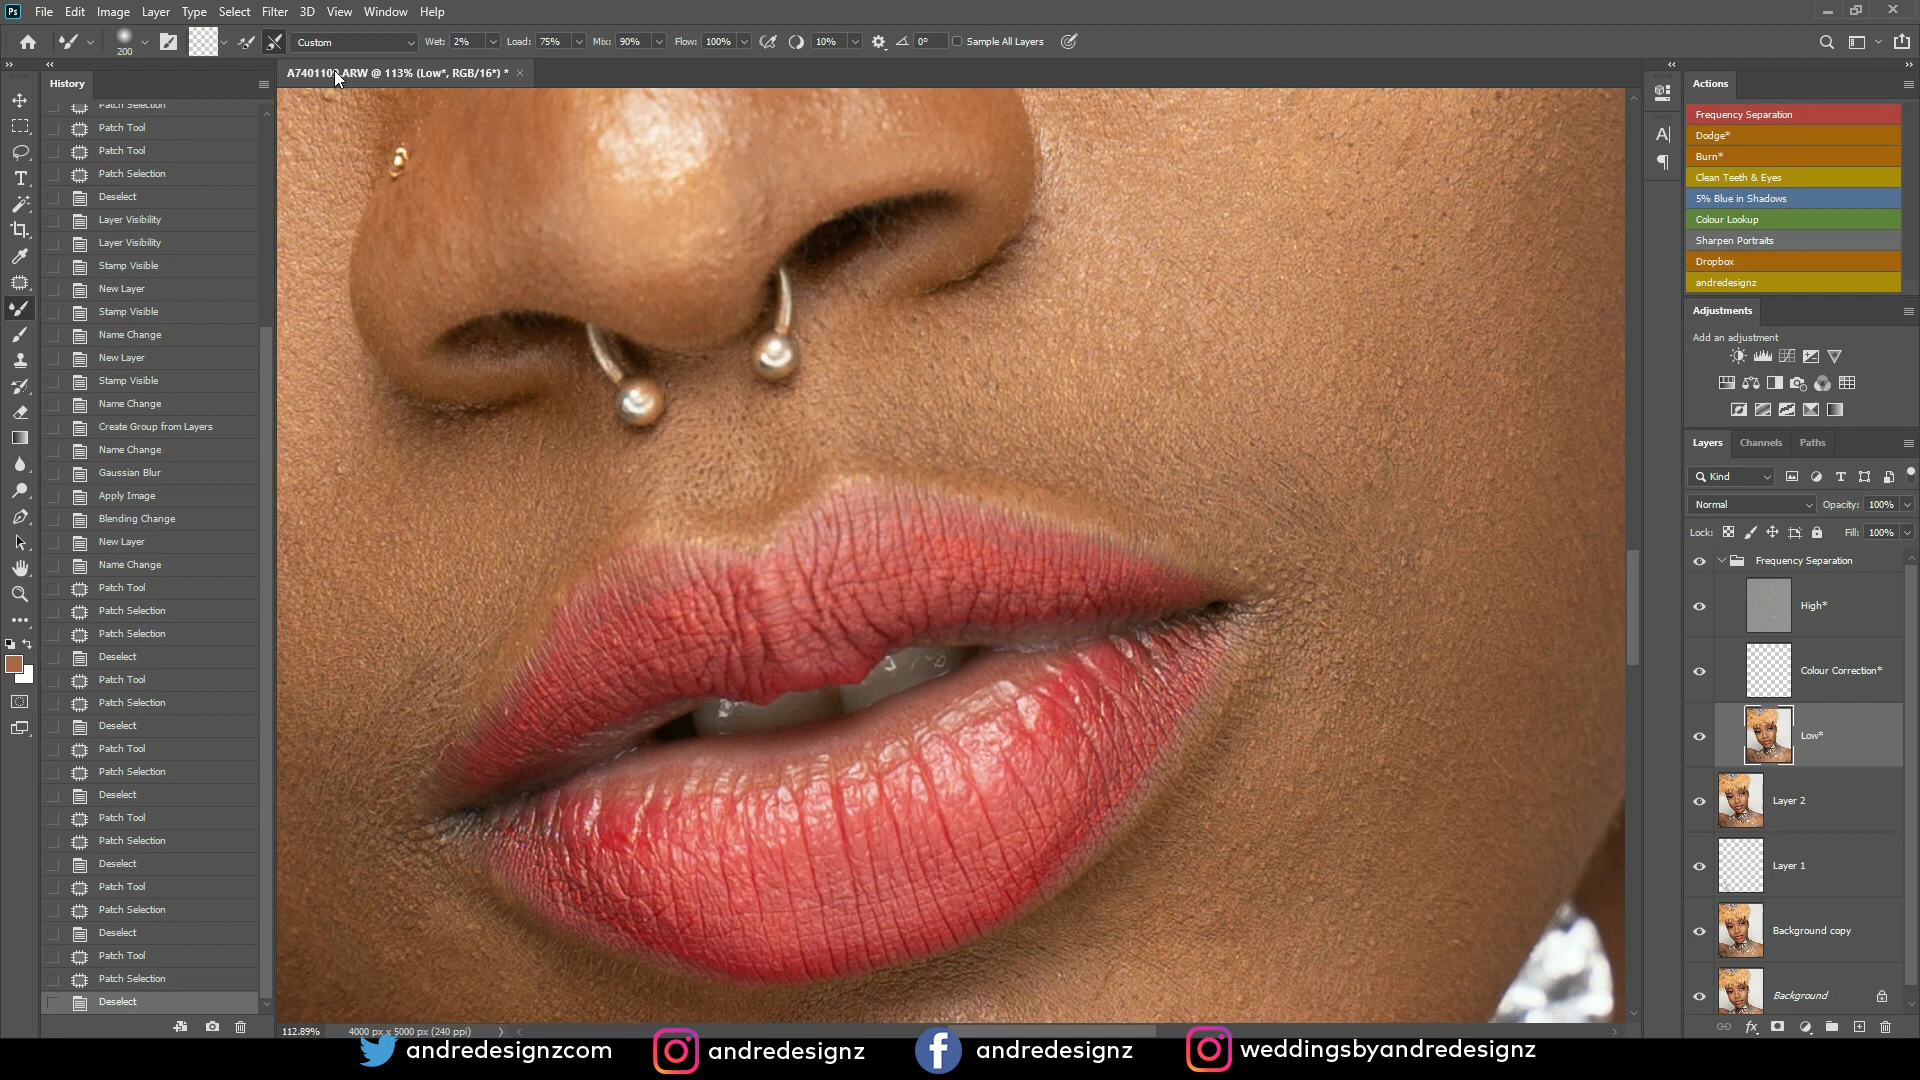 Ps File Edit Image Layer Type Select Filter 3D View Window Help
200 Custom Wet: 2% Load: 75% Mix: 90% Flow: 100% 10% 0° Sample All Layers
A740110 .ARW @ 113% (Low*, RGB/16*) * ×
History
Patch Selection
Patch Tool
Patch Tool
Patch Selection
Deselect
Layer Visibility
Layer Visibility
Stamp Visible
New Layer
Stamp Visible
Name Change
New Layer
Stamp Visible
Name Change
Create Group from Layers
Name Change
Gaussian Blur
Apply Image
Blending Change
New Layer
Name Change
Patch Tool
Patch Selection
Patch Selection
Deselect
Patch Tool
Patch Selection
Deselect
Patch Tool
Patch Selection
Deselect
Patch Tool
Patch Selection
Deselect
Patch Tool
Patch Selection
Deselect
Patch Tool
Patch Selection
Deselect
112.89% 4000 px x 5000 px (240 ppi)
Actions
Frequency Separation
Dodge*
Burn*
Clean Teeth & Eyes
5% Blue in Shadows
Colour Lookup
Sharpen Portraits
Dropbox
andredesignz
Adjustments
Add an adjustment
Layers Channels Paths
Kind
Normal Opacity: 100%
Lock: Fill: 100%
Frequency Separation
High*
Colour Correction*
Low*
Layer 2
Layer 1
Background copy
Background
andredesignzcom andredesignz andredesignz weddingsbyandredesignz